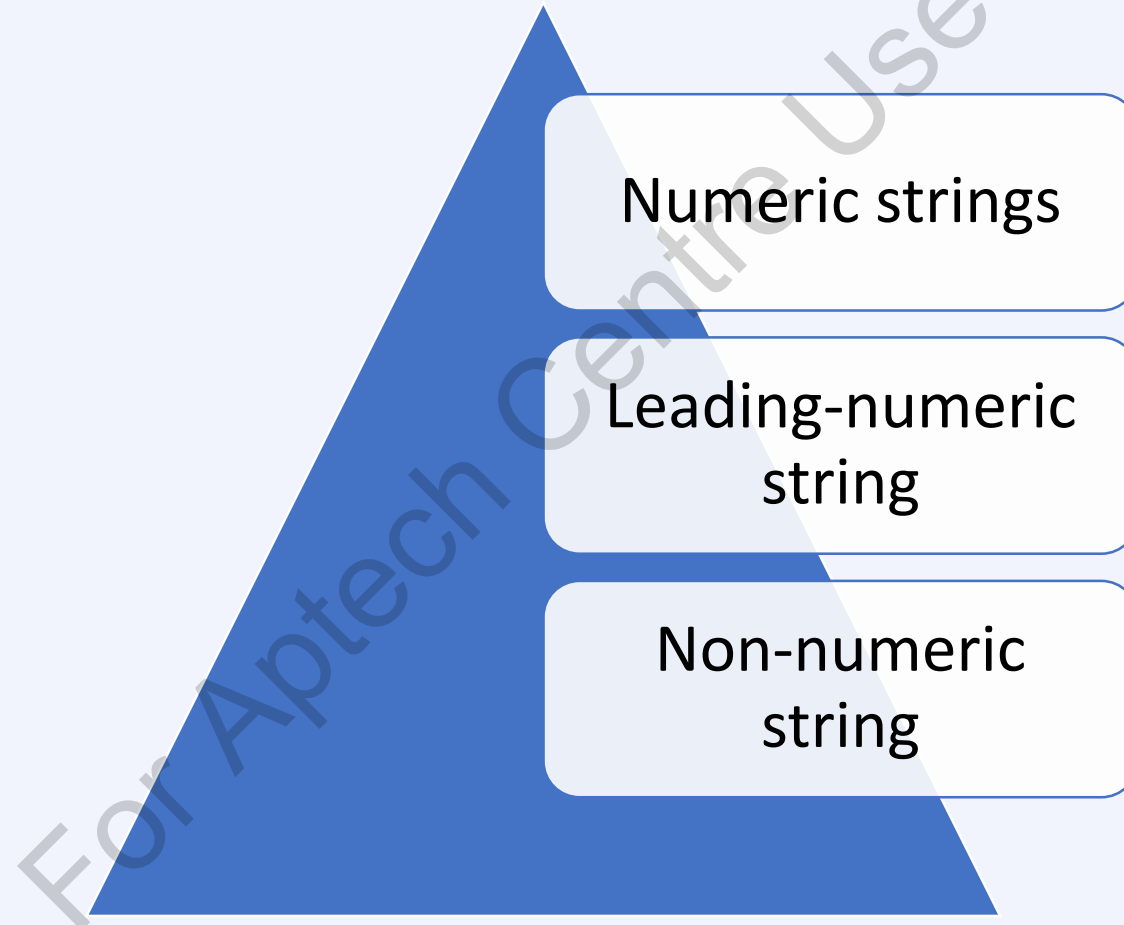 Numeric strings
Leading-numeric
string
Non-numeric
string
For Aptech Centre Use